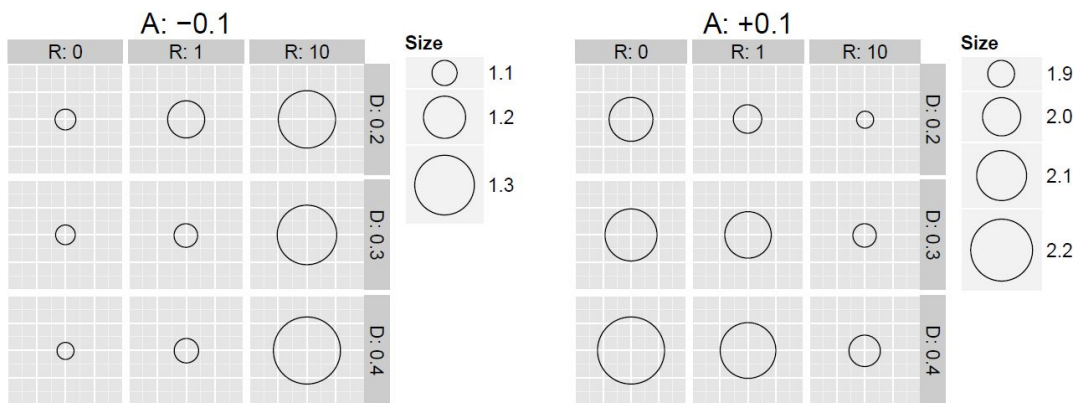 A: −0.1
R: 0
R: 1
R: 10
D: 0.2
D: 0.3
D: 0.4
Size
1.1
1.2
1.3
A: +0.1
R: 0
R: 1
R: 10
D: 0.2
D: 0.3
D: 0.4
Size
1.9
2.0
2.1
2.2